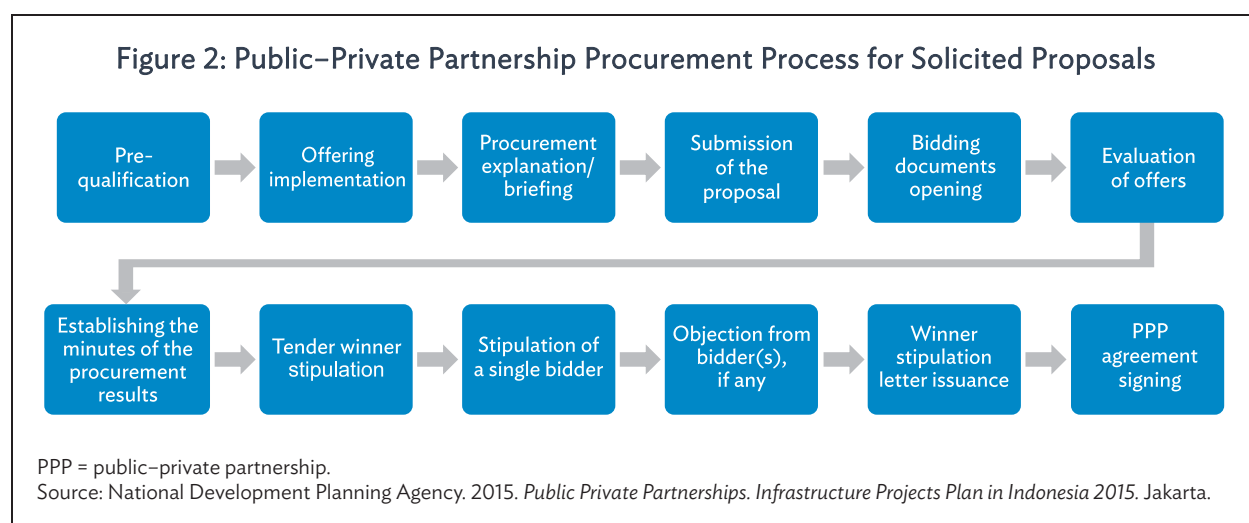 Figure 2: Public–Private Partnership Procurement Process for Solicited Proposals
Pre-
qualification
Offering
implementation
Procurement
explanation/
briefing
Submission
of the
proposal
Bidding
documents
opening
Evaluation
of offers
Establishing the
minutes of the
procurement
results
Tender winner
stipulation
Stipulation of
a single bidder
Objection from
bidder(s),
if any
Winner
stipulation
letter issuance
PPP
agreement
signing
PPP = public–private partnership.
Source: National Development Planning Agency. 2015. Public Private Partnerships. Infrastructure Projects Plan in Indonesia 2015. Jakarta.